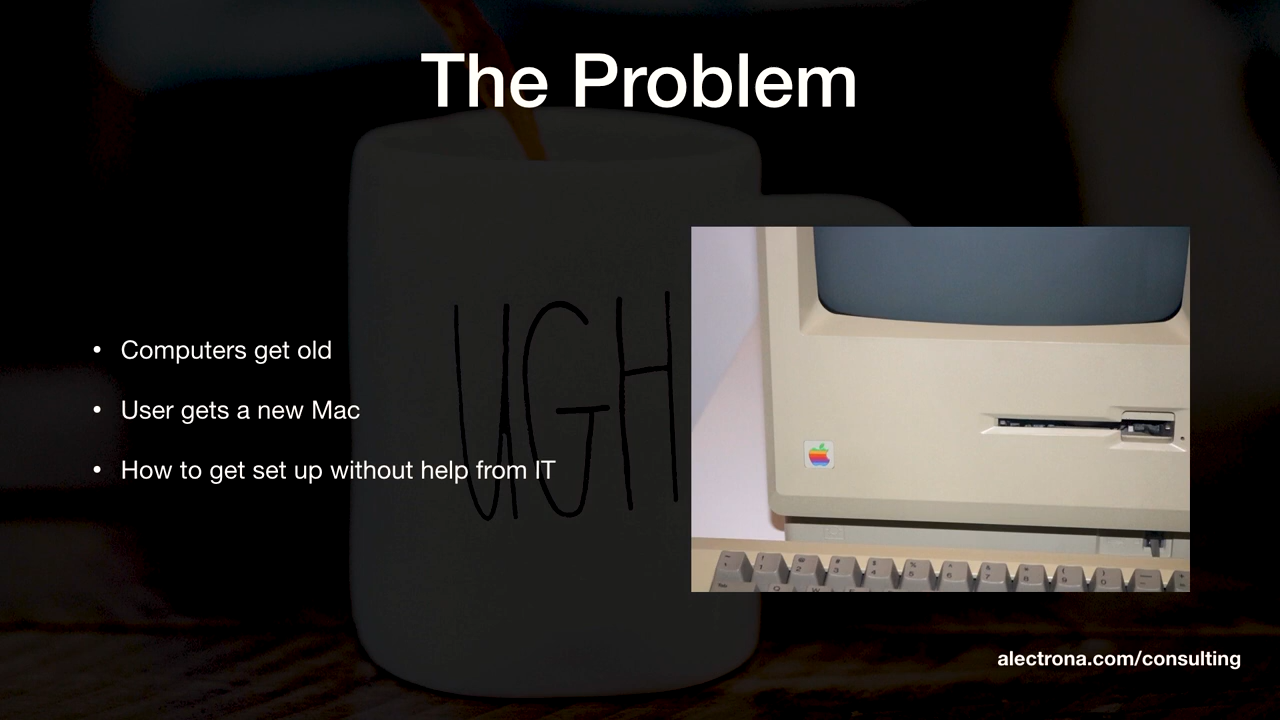 The Problem
• Computers get old
• User gets a new Mac
• How to get set up without help from IT
UGH
alectrona.com/consulting